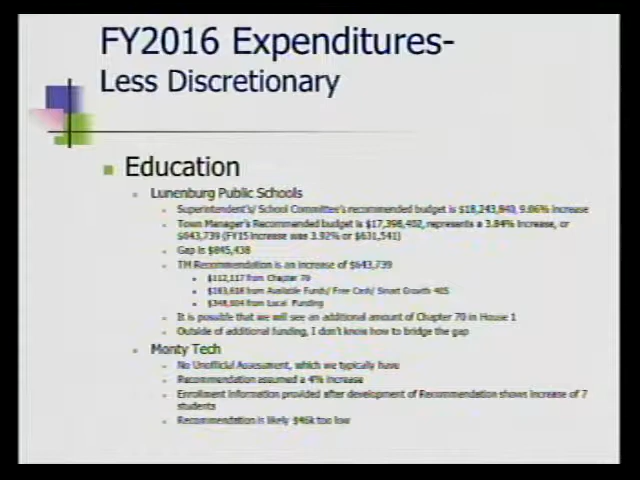 FY2016 Expenditures-
Less Discretionary
Education
Lunenburg Public Schools
Superintendent's/ School Committee's recommended budget is $18,243,840, 9.06% increase
Town Manager's Recommended budget is $17,398,402, represents a 3.84% increase, or
$643,739 (FY15 increase was 3.92% or $631,541)
Gap is $845,438
TM Recommendation is an increase of $643,739
$112,117 from Chapter 70
from Available Funds/ Free Cash/ Smart Growth 40S
from Local Funding
It is possible that we will see an additional amount of Chapter 70 in House 1
Outside of additional funding, I don't know how to bridge the gap
Monty Tech
No Unofficial Assessment, which we typically have
Recommendation assumed a 4% increase
Enrollment information provided after development of Recommendation shows increase of 7
students
Recommendation is likely $46k too low